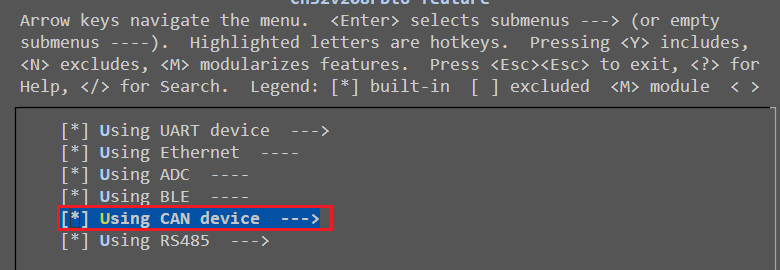 feature
Arrow keys navigate the menu.  <Enter> selects submenus ---> (or empty
submenus ----).  Highlighted letters are hotkeys.  Pressing <Y> includes,
<N> excludes, <M> modularizes features.  Press <Esc><Esc> to exit, <?> for
Help, </> for Search.  Legend: [*] built-in  [ ] excluded  <M> module  < >
[*] Using UART device  --->
[*] Using Ethernet  ----
[*] Using ADC  ----
[*] Using BLE  ----
[*] Using CAN device  --->
[*] Using RS485  --->